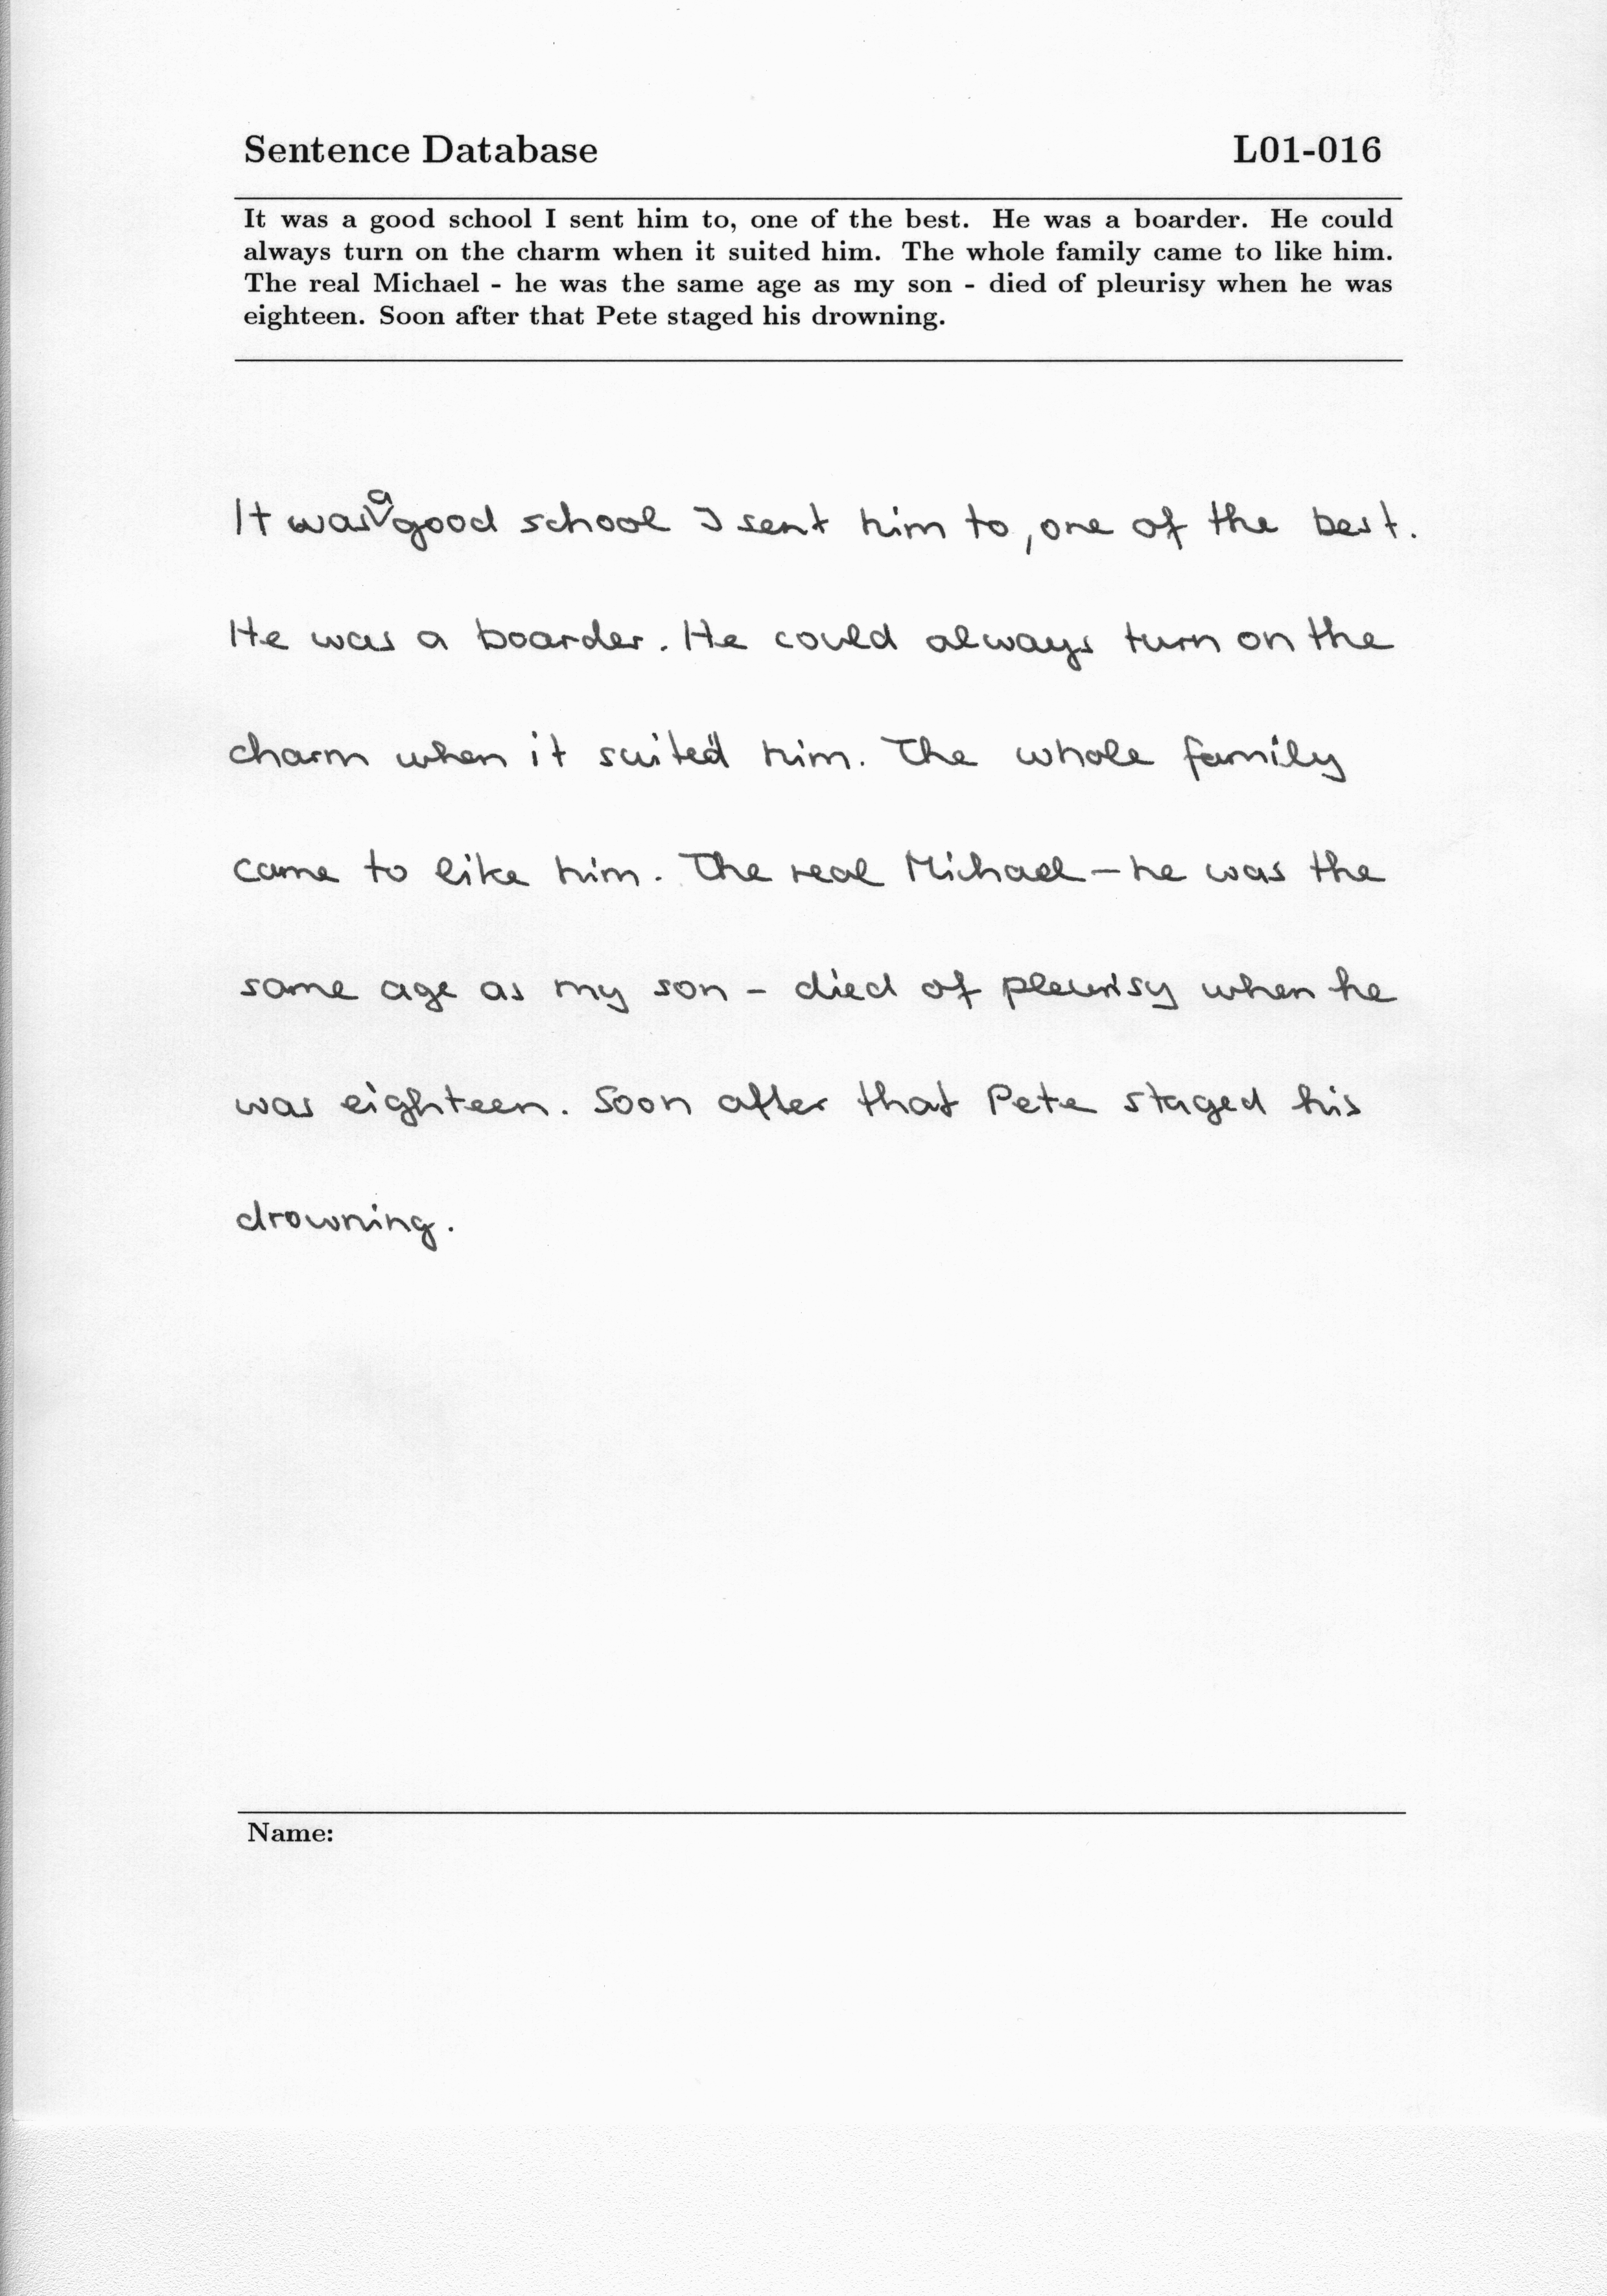 Sentence Database L01-016
It was a good school I sent him to, one of the best. He was a boarder. He could
always turn on the charm when it suited him. The whole family came to like him.
The real Michael - he was the same age as my son - died of pleurisy when he was
eighteen. Soon after that Pete staged his drowning.
It was a good school I sent him to, one of the best.
He was a boarder. He could always turn on the
charm when it suited him. The whole family
came to like him. The real Michael - he was the
same age as my son - died of pleurisy when he
was eighteen. Soon after that Pete staged his
drowning.
Name: